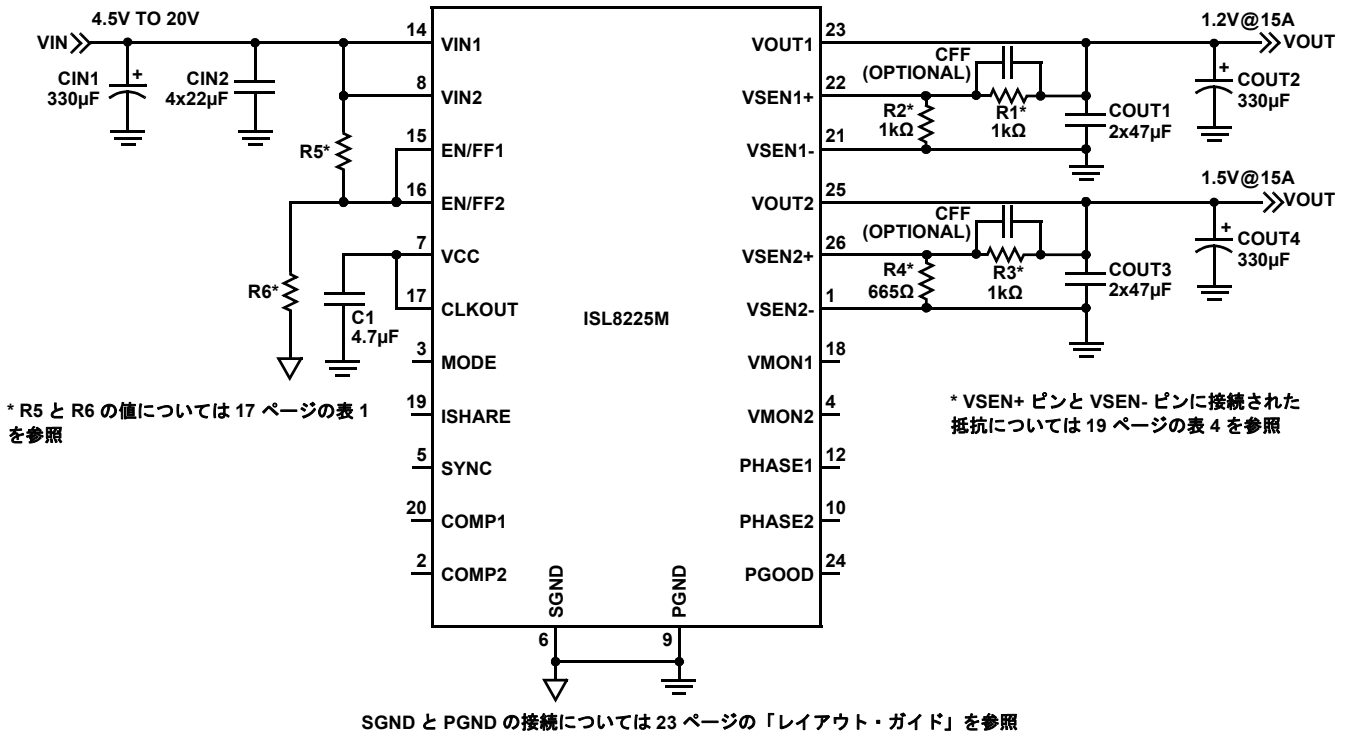 4.5V TO 20V
VIN
CIN1
330µF
+
CIN2
4x22µF
R5*
R6*
C1
4.7µF
* R5 と R6 の値については 17 ページの表 1
を参照
14 VIN1
8 VIN2
15 EN/FF1
16 EN/FF2
7 VCC
17 CLKOUT
3 MODE
19 ISHARE
5 SYNC
20 COMP1
2 COMP2
ISL8225M
SGND
PGND
6
9
VOUT1 23
VSEN1+ 22
VSEN1- 21
VOUT2 25
VSEN2+ 26
VSEN2- 1
VMON1 18
VMON2 4
PHASE1 12
PHASE2 10
PGOOD 24
1.2V@15A
VOUT
CFF
(OPTIONAL)
R2*
1kΩ
R1*
1kΩ
COUT1
2x47µF
+
COUT2
330µF
1.5V@15A
VOUT
CFF
(OPTIONAL)
R4*
665Ω
R3*
1kΩ
COUT3
2x47µF
+
COUT4
330µF
* VSEN+ ピンと VSEN- ピンに接続された
抵抗については 19 ページの表 4 を参照
SGND と PGND の接続については 23 ページの「レイアウト・ガイド」を参照